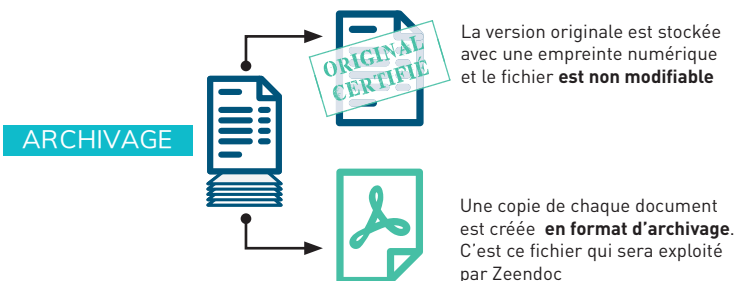 ORIGINAL
CERTIFIÉ
La version originale est stockée
avec une empreinte numérique
et le fichier est non modifiable
ARCHIVAGE
Une copie de chaque document
est créée en format d’archivage.
C’est ce fichier qui sera exploité
par Zeendoc